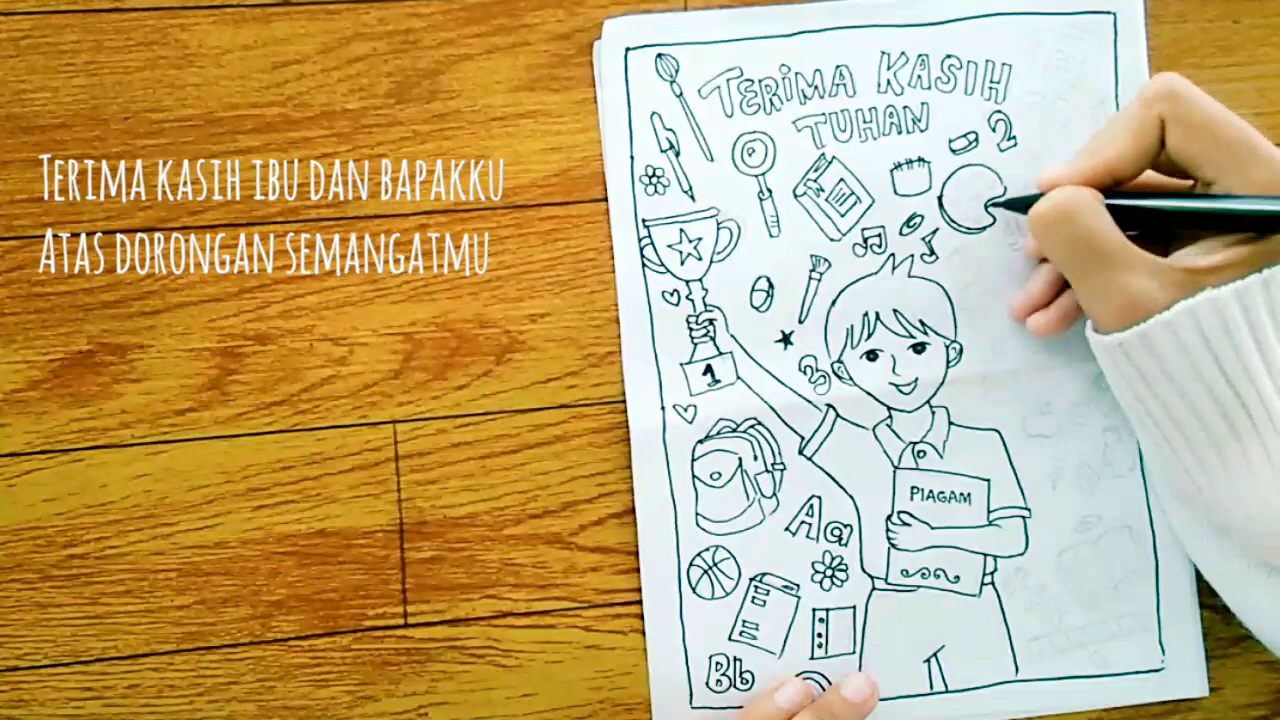 Terima kasih ibu dan bapakku
Atas dorongan semangatmu
TERIMA KASIH
TUHAN
2
1
3
PIAGAM
Aa
Bb